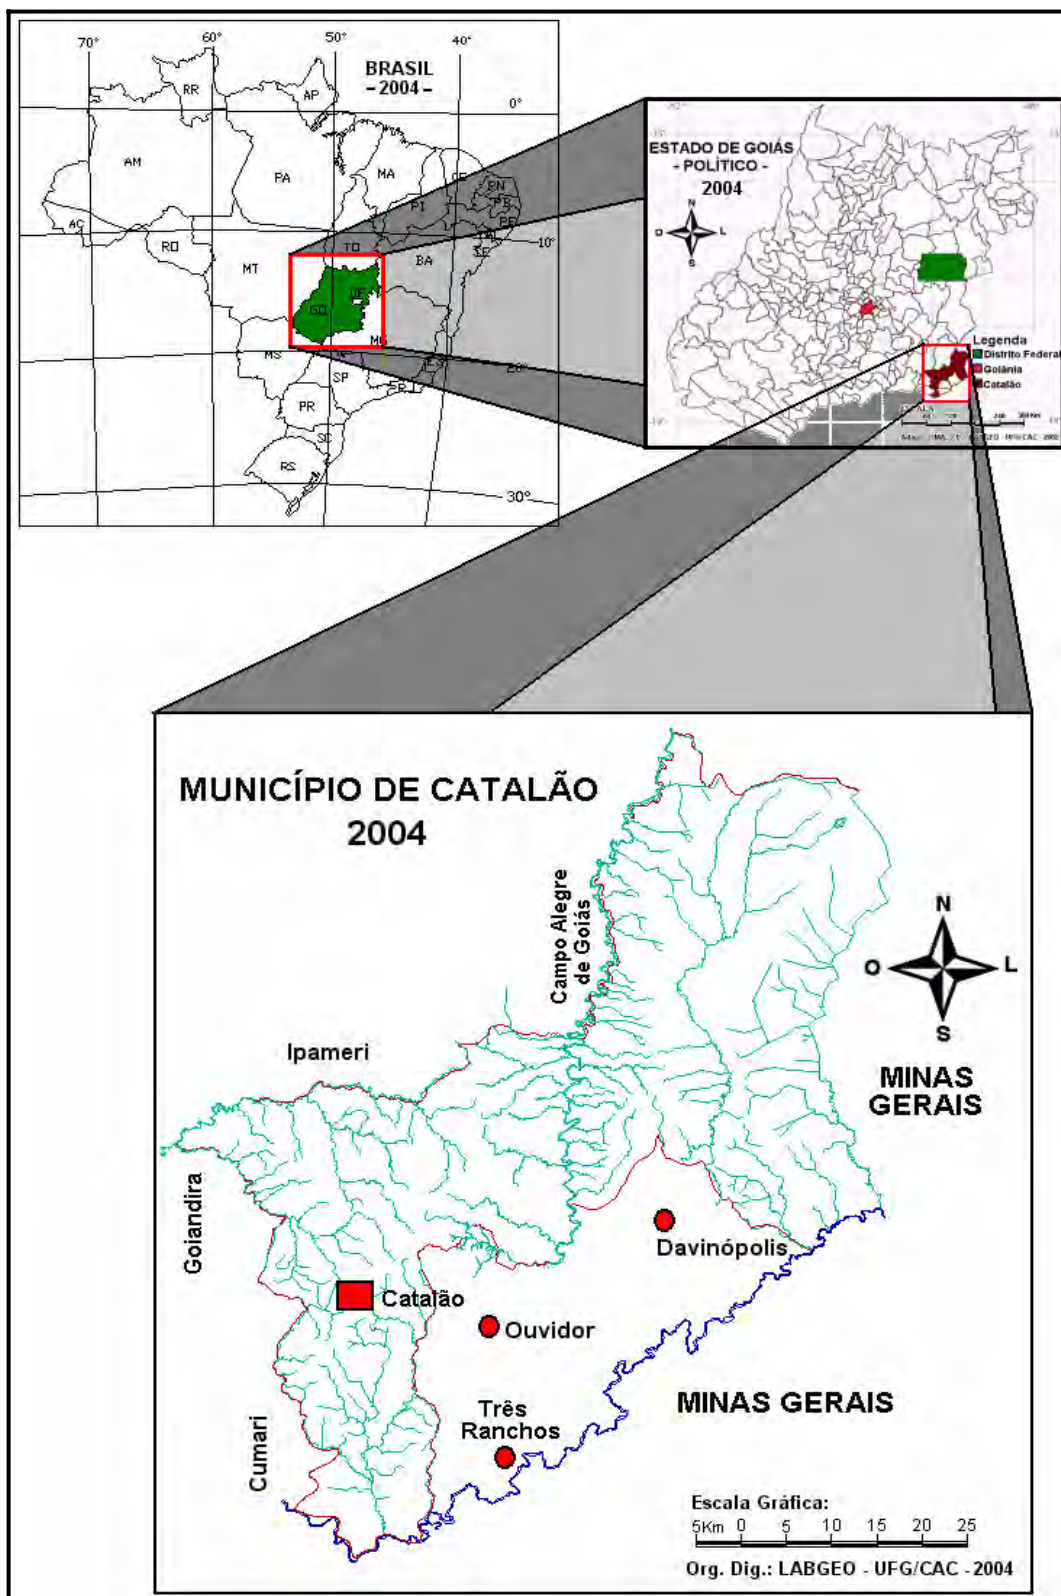 70°
60°
50°
40°
BRASIL
- 2004 -
RR
AP
0°
AM
PA
MA
CE
PN
PB
PI
PE
AC
RO
TO
SE
10°
MT
BA
DF
GO
MG
MS
ES
20°
SP
RJ
PR
SC
RS
30°
ESTADO DE GOIÁS
- POLÍTICO -
2004
N
O
L
S
Legenda
Distrito Federal
Goiânia
Catalão
MUNICÍPIO DE CATALÃO
2004
Campo Alegre
de Goiás
N
O
L
S
Ipameri
MINAS
GERAIS
Goiandira
Davinópolis
Catalão
Ouvidor
MINAS GERAIS
Três
Ranchos
Cumari
Escala Gráfica:
5Km 0 5 10 15 20 25
Org. Dig.: LABGEO - UFG/CAC - 2004